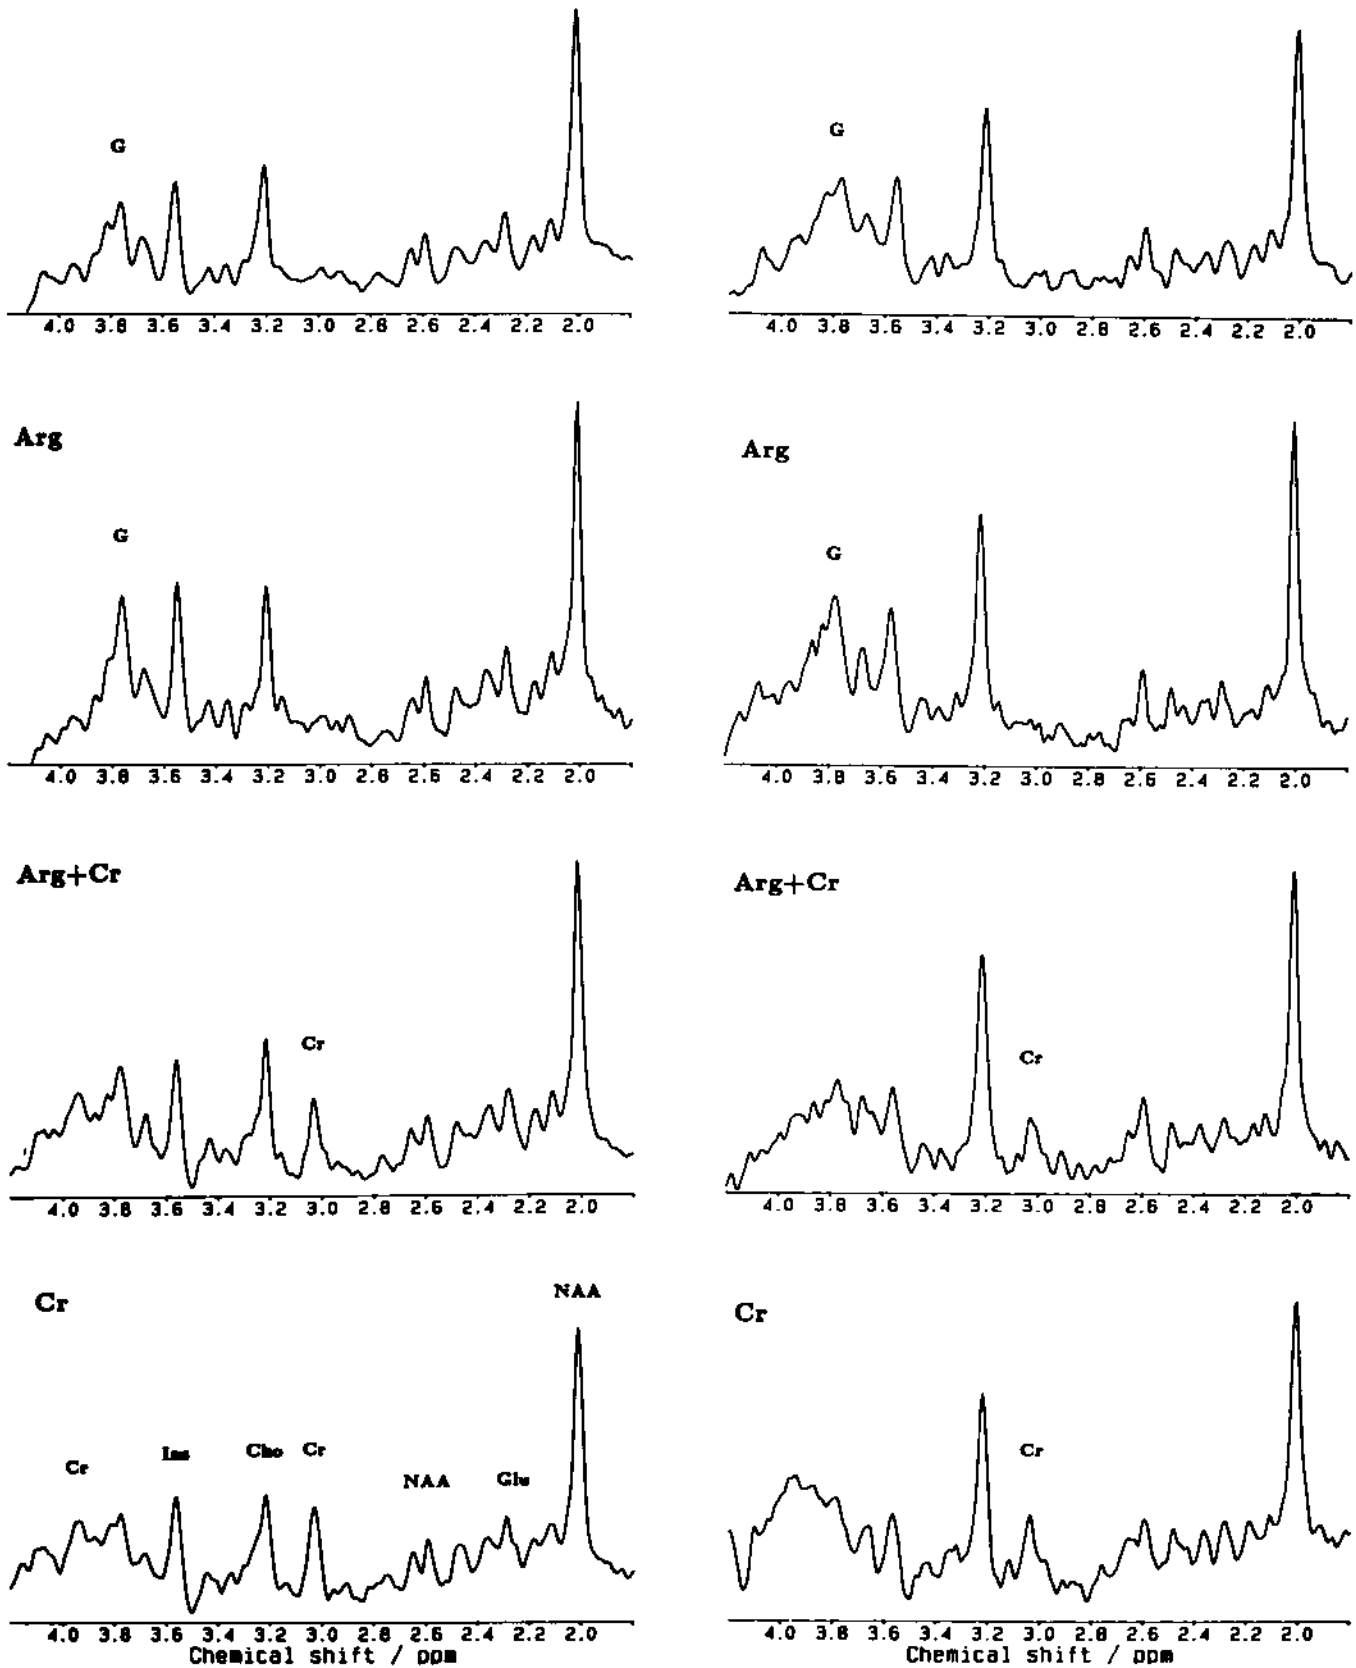 G G
4.0 3.8 3.6 3.4 3.2 3.0 2.8 2.6 2.4 2.2 2.0 4.0 3.8 3.6 3.4 3.2 3.0 2.8 2.6 2.4 2.2 2.0
Arg Arg
G G
4.0 3.8 3.6 3.4 3.2 3.0 2.8 2.6 2.4 2.2 2.0 4.0 3.8 3.6 3.4 3.2 3.0 2.8 2.6 2.4 2.2 2.0
Arg+Cr Arg+Cr
Cr Cr
4.0 3.8 3.6 3.4 3.2 3.0 2.8 2.6 2.4 2.2 2.0 4.0 3.8 3.6 3.4 3.2 3.0 2.8 2.6 2.4 2.2 2.0
Cr NAA Cr
Cr Ins Cho Cr NAA Glu Cr
4.0 3.8 3.6 3.4 3.2 3.0 2.8 2.6 2.4 2.2 2.0 4.0 3.8 3.6 3.4 3.2 3.0 2.8 2.6 2.4 2.2 2.0
Chemical shift / ppm Chemical shift / ppm